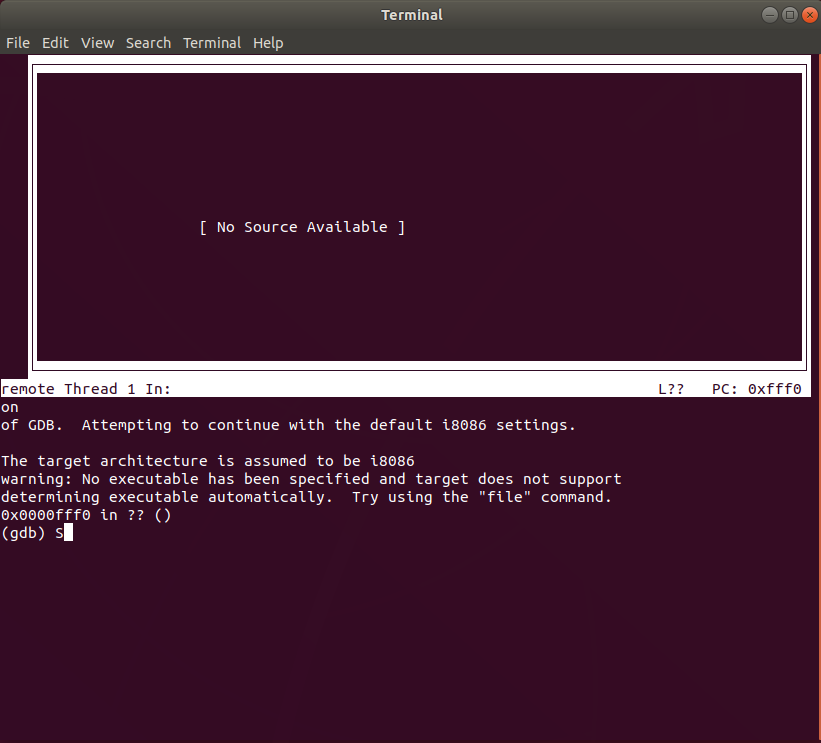 Terminal
File Edit View Search Terminal Help
[ No Source Available ]
remote Thread 1 In: L?? PC: 0xfff0
on
of GDB.  Attempting to continue with the default i8086 settings.
The target architecture is assumed to be i8086
warning: No executable has been specified and target does not support
determining executable automatically.  Try using the "file" command.
0x0000fff0 in ?? ()
(gdb) S